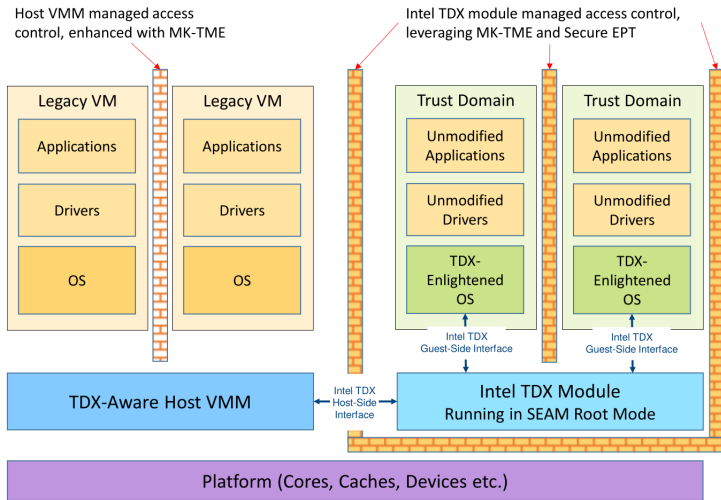 Host VMM managed access
control, enhanced with MK-TME
Intel TDX module managed access control,
leveraging MK-TME and Secure EPT
Legacy VM
Applications
Drivers
OS
Legacy VM
Applications
Drivers
OS
Trust Domain
Unmodified
Applications
Unmodified
Drivers
TDX-
Enlightened
OS
Trust Domain
Unmodified
Applications
Unmodified
Drivers
TDX-
Enlightened
OS
Intel TDX
Guest-Side Interface
Intel TDX
Guest-Side Interface
TDX-Aware Host VMM
Intel TDX
Host-Side
Interface
Intel TDX Module
Running in SEAM Root Mode
Platform (Cores, Caches, Devices etc.)